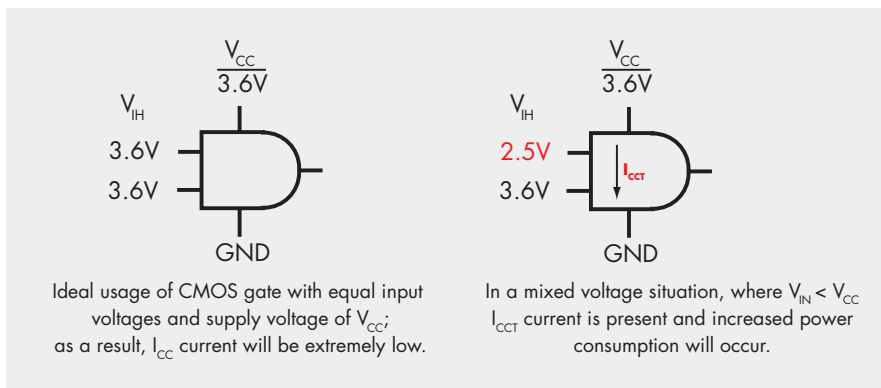 V_CC
3.6V
V_IH
3.6V
3.6V
GND
Ideal usage of CMOS gate with equal input
voltages and supply voltage of V_CC;
as a result, I_CC current will be extremely low.
V_CC
3.6V
V_IH
2.5V
I_CCT
3.6V
GND
In a mixed voltage situation, where V_IN < V_CC
I_CCT current is present and increased power
consumption will occur.